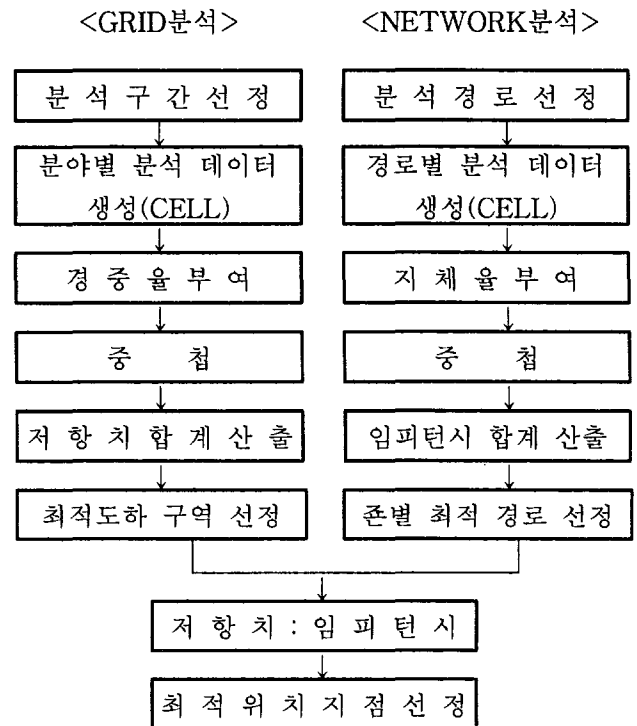 <GRID분석>
<NETWORK분석>
분 석 구 간 선 정
분 석 경 로 선 정
분야별 분석 데이터
생성(CELL)
경로별 분석 데이터
생성(CELL)
경 중 율 부 여
지 체 율 부 여
중 첩
중 첩
저 항 치 합 계 산 출
임피턴시 합계 산출
최적도하 구역 선정
죤별 최적 경로 선정
저 항 치 : 임 피 턴 시
최 적 위 치 지 점 선 정